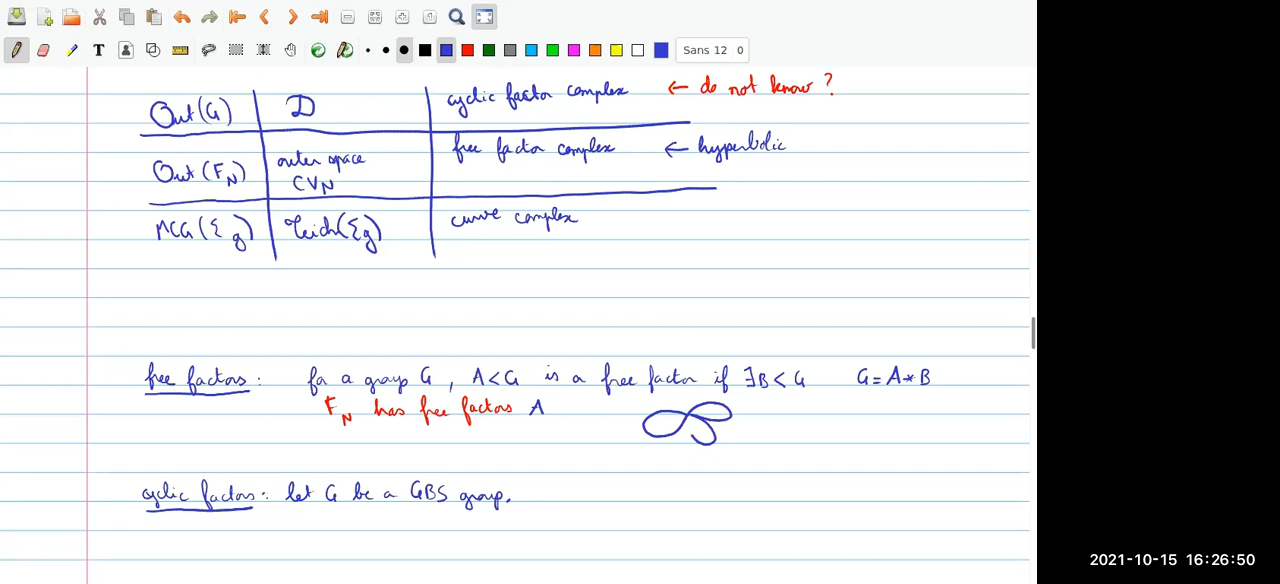 Sans 12 0
Out(G) D cyclic factor complex ← do not know ?
Out(F_N) outer space CV_N free factor complex ← hyperbolic
MCG(Σg) Teich(Σg) curve complex
free factors: for a group G, A<G is a free factor if ∃B<G G=A*B
F_N has free factors A
cyclic factors: let G be a GBS group.
2021-10-15 16:26:50